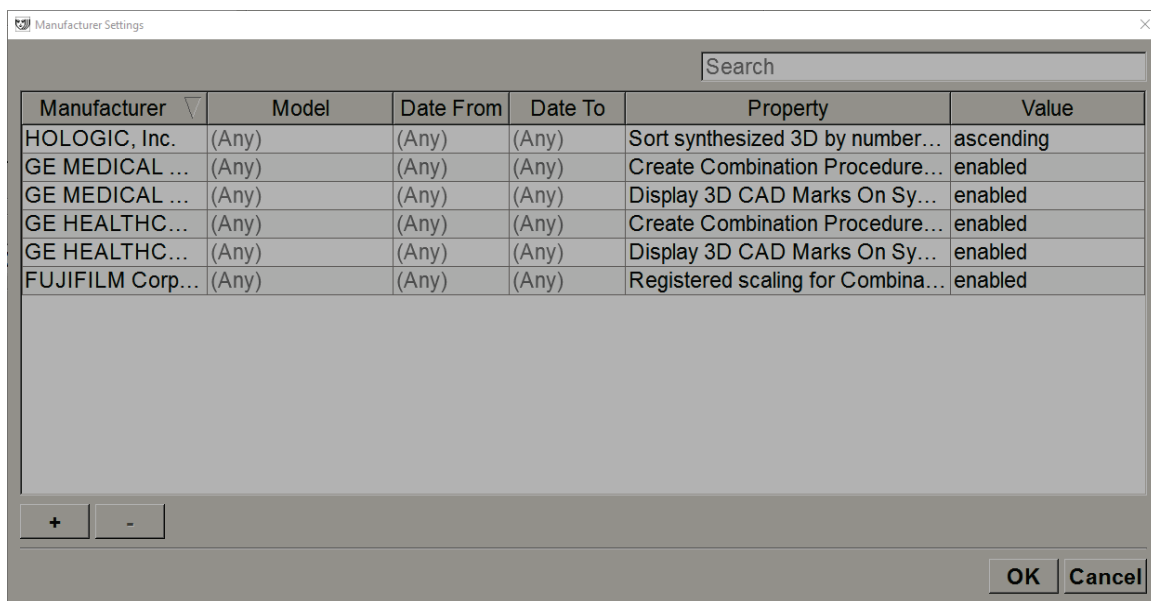 Manufacturer Settings
Search
Manufacturer Model Date From Date To Property Value
HOLOGIC, Inc. (Any) (Any) (Any) Sort synthesized 3D by number... ascending
GE MEDICAL ... (Any) (Any) (Any) Create Combination Procedure... enabled
GE MEDICAL ... (Any) (Any) (Any) Display 3D CAD Marks On Sy... enabled
GE HEALTHC... (Any) (Any) (Any) Create Combination Procedure... enabled
GE HEALTHC... (Any) (Any) (Any) Display 3D CAD Marks On Sy... enabled
FUJIFILM Corp... (Any) (Any) (Any) Registered scaling for Combina... enabled
+ -
OK Cancel